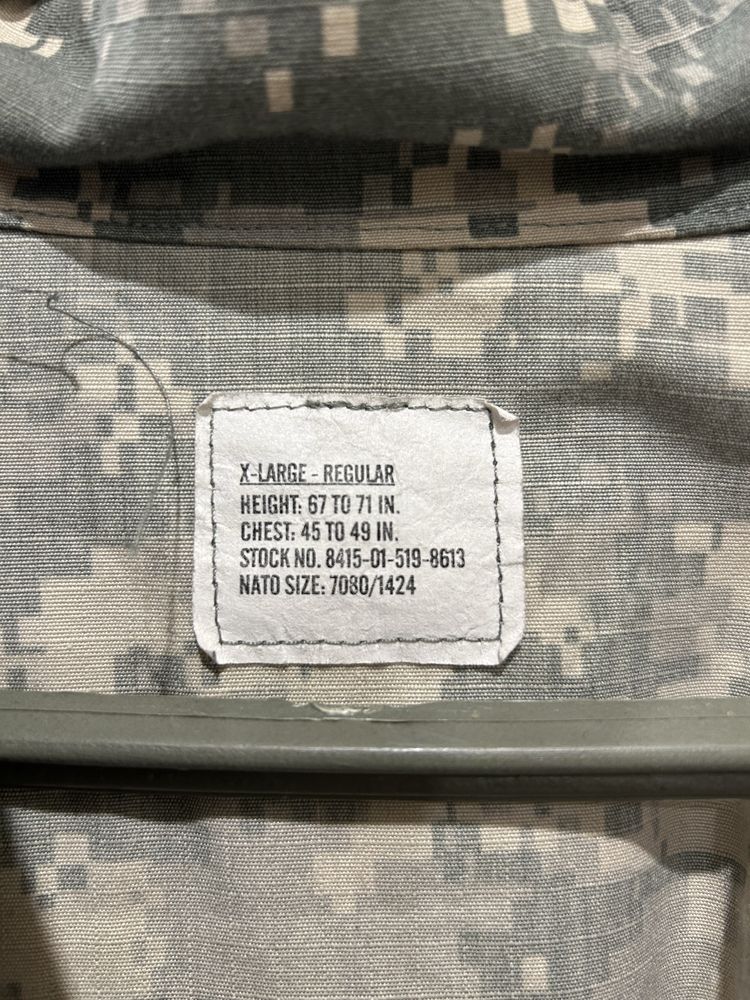 X-LARGE - REGULAR
HEIGHT: 67 TO 71 IN.
CHEST: 45 TO 49 IN.
STOCK NO. 8415-01-519-8613
NATO SIZE: 7080/1424